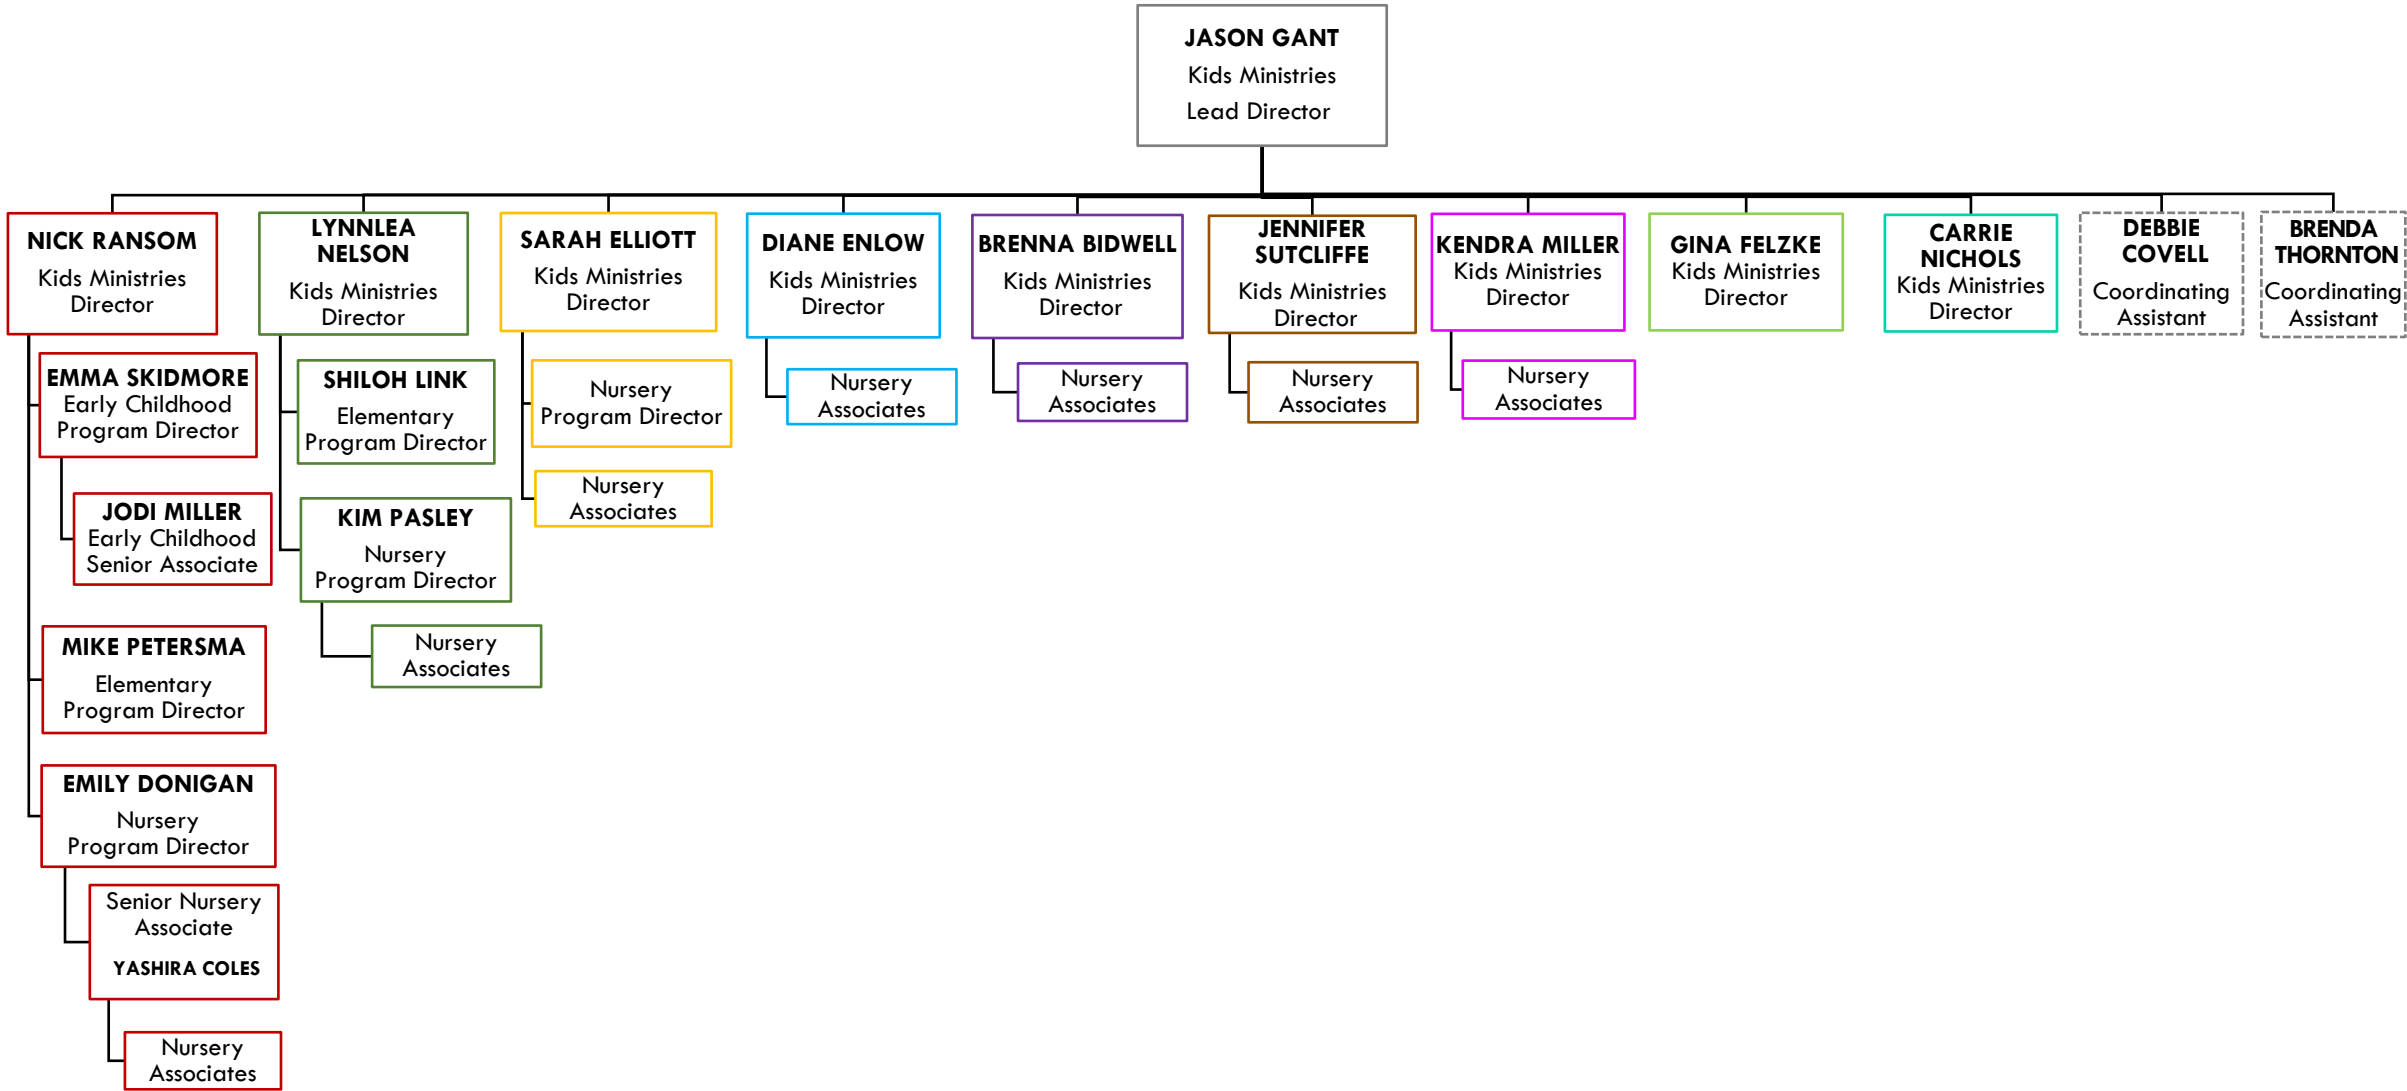 JASON GANT
Kids Ministries
Lead Director
NICK RANSOM
Kids Ministries
Director
EMMA SKIDMORE
Early Childhood
Program Director
JODI MILLER
Early Childhood
Senior Associate
MIKE PETERSMA
Elementary
Program Director
EMILY DONIGAN
Nursery
Program Director
Senior Nursery
Associate
YASHIRA COLES
Nursery
Associates
LYNNLEA
NELSON
Kids Ministries
Director
SHILOH LINK
Elementary
Program Director
KIM PASLEY
Nursery
Program Director
Nursery
Associates
SARAH ELLIOTT
Kids Ministries
Director
Nursery
Program Director
Nursery
Associates
DIANE ENLOW
Kids Ministries
Director
Nursery
Associates
BRENNA BIDWELL
Kids Ministries
Director
Nursery
Associates
JENNIFER
SUTCLIFFE
Kids Ministries
Director
Nursery
Associates
KENDRA MILLER
Kids Ministries
Director
Nursery
Associates
GINA FELZKE
Kids Ministries
Director
CARRIE
NICHOLS
Kids Ministries
Director
DEBBIE
COVELL
Coordinating
Assistant
BRENDA
THORNTON
Coordinating
Assistant